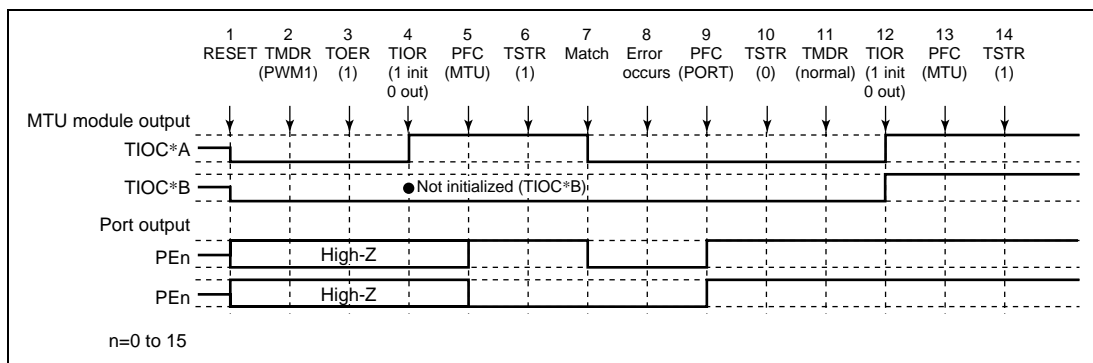 1 2 3 4 5 6 7 8 9 10 11 12 13 14
RESET TMDR TOER TIOR PFC TSTR Match Error PFC TSTR TMDR TIOR PFC TSTR
(PWM1) (1) (1 init (MTU) (1) occurs (PORT) (0) (normal) (1 init (MTU) (1)
0 out) 0 out)
MTU module output
TIOC*A
TIOC*B
Not initialized (TIOC*B)
Port output
PEn
High-Z
PEn
High-Z
n=0 to 15